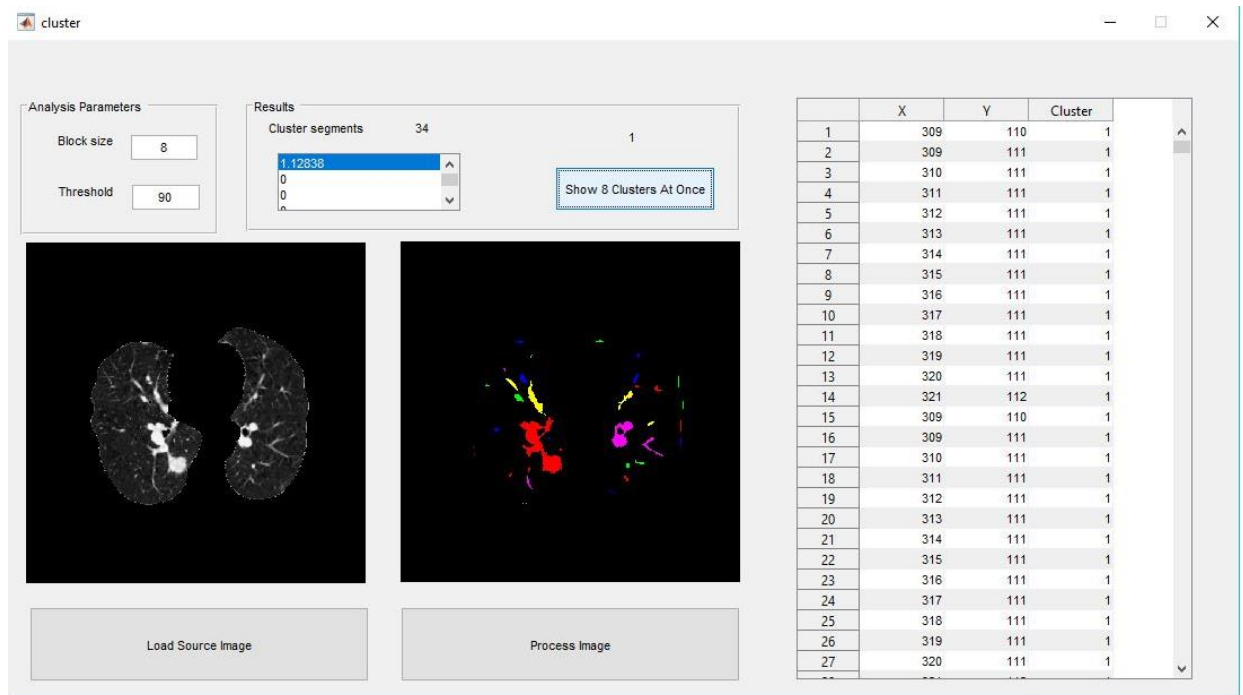 cluster
Analysis Parameters
Block size 8
Threshold 90
Results
Cluster segments 34
1.12838
0
0
1
Show 8 Clusters At Once
Load Source Image
Process Image
X Y Cluster
1 309 110 1
2 309 111 1
3 310 111 1
4 311 111 1
5 312 111 1
6 313 111 1
7 314 111 1
8 315 111 1
9 316 111 1
10 317 111 1
11 318 111 1
12 319 111 1
13 320 111 1
14 321 112 1
15 309 110 1
16 309 111 1
17 310 111 1
18 311 111 1
19 312 111 1
20 313 111 1
21 314 111 1
22 315 111 1
23 316 111 1
24 317 111 1
25 318 111 1
26 319 111 1
27 320 111 1